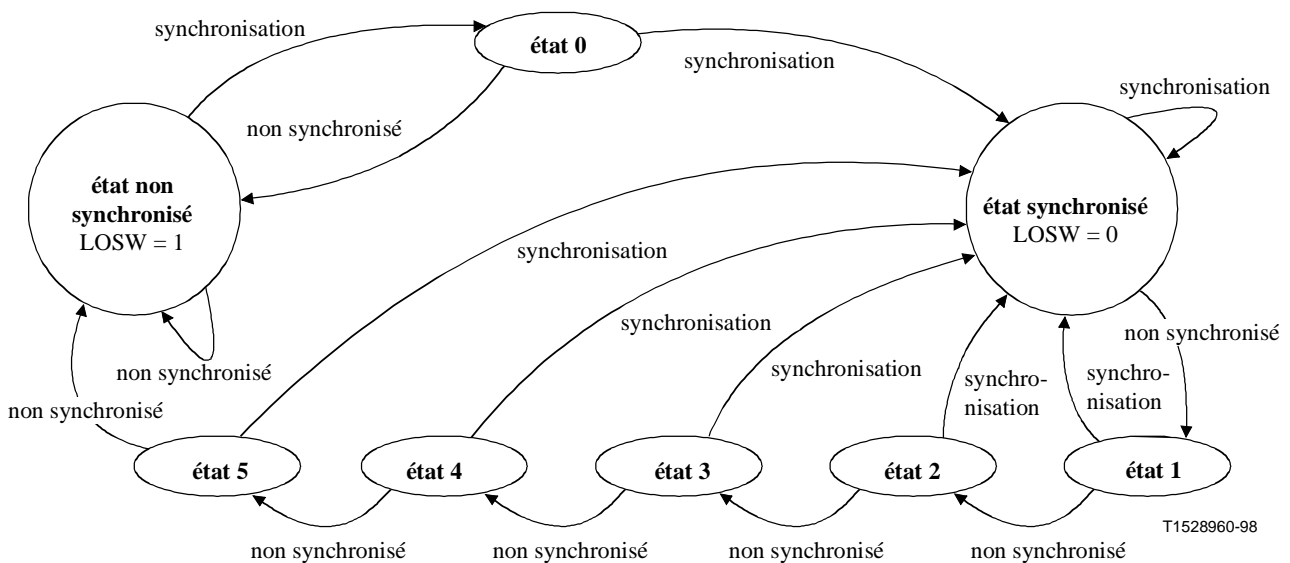 synchronisation
état 0
synchronisation
synchronisation
non synchronisé
état non
synchronisé
LOSW = 1
état synchronisé
LOSW = 0
synchronisation
synchronisation
non synchronisé
synchronisation
non synchronisé
synchro-
nisation
synchro-
nisation
non synchronisé
état 5
état 4
état 3
état 2
état 1
T1528960-98
non synchronisé
non synchronisé
non synchronisé
non synchronisé